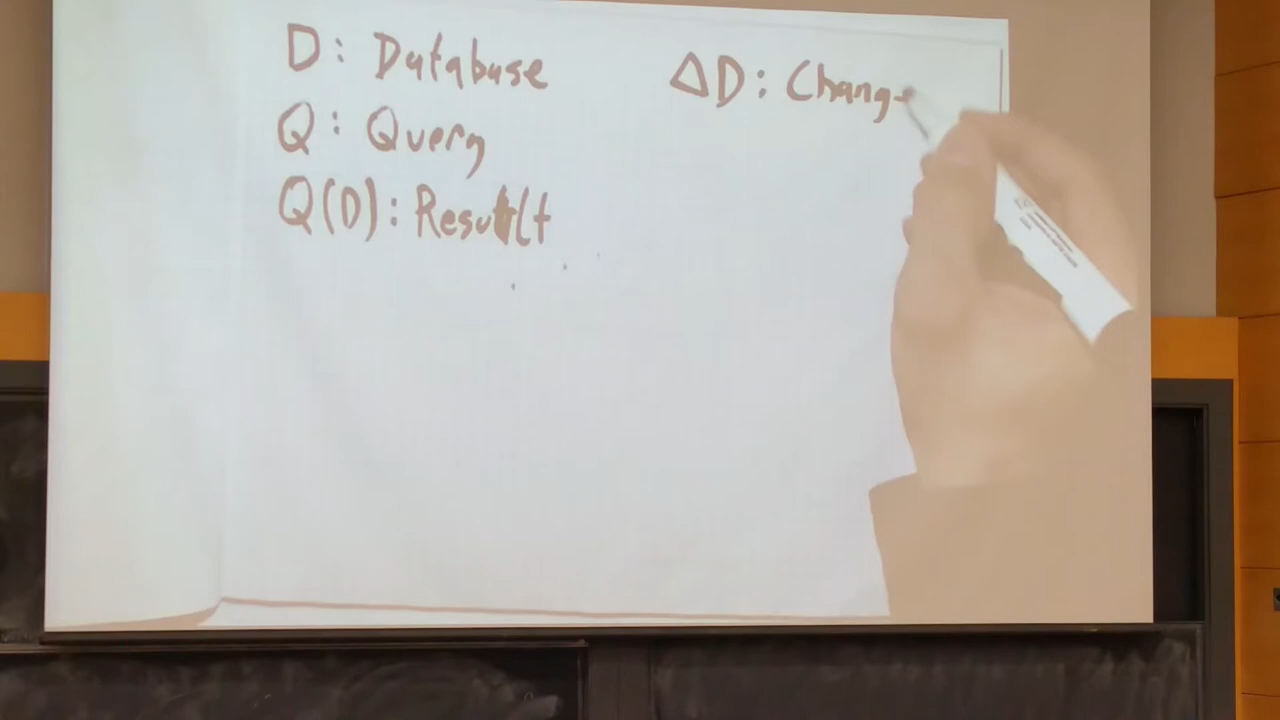 D: Database
Q: Query
Q(D): Result
ΔD: Chang